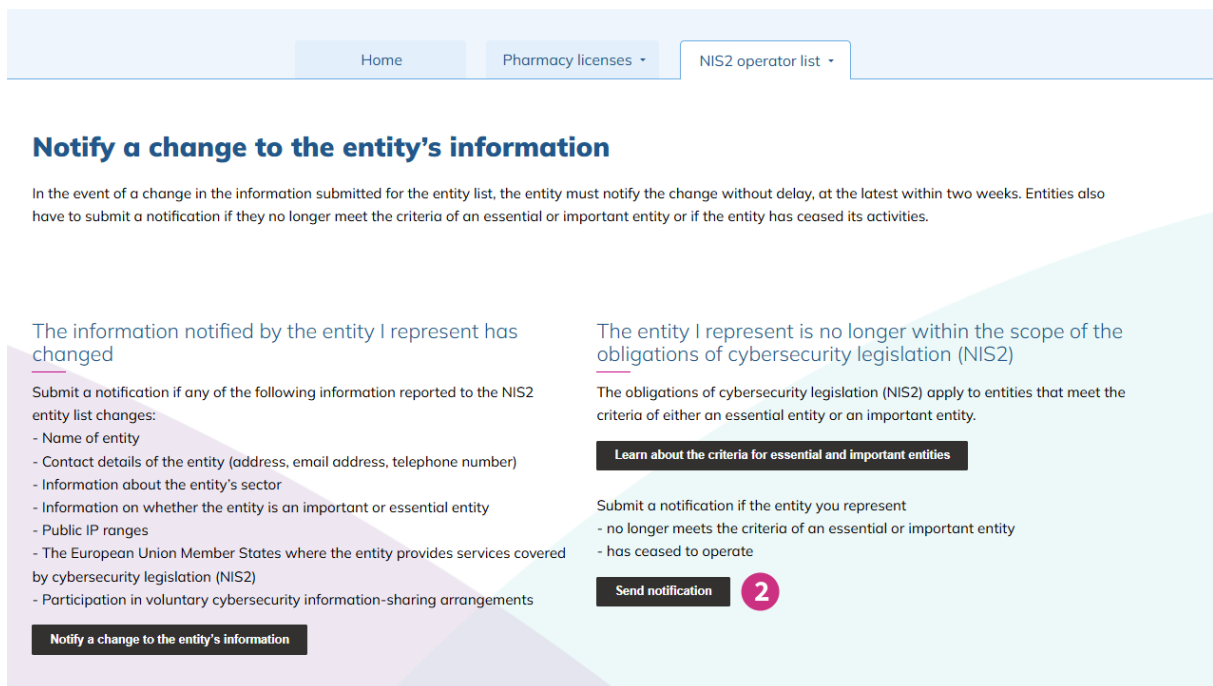 Home
Pharmacy licenses
NIS2 operator list
Notify a change to the entity's information
In the event of a change in the information submitted for the entity list, the entity must notify the change without delay, at the latest within two weeks. Entities also
have to submit a notification if they no longer meet the criteria of an essential or important entity or if the entity has ceased its activities.
The information notified by the entity I represent has
changed
Submit a notification if any of the following information reported to the NIS2
entity list changes:
- Name of entity
- Contact details of the entity (address, email address, telephone number)
- Information about the entity's sector
- Information on whether the entity is an important or essential entity
- Public IP ranges
- The European Union Member States where the entity provides services covered
by cybersecurity legislation (NIS2)
- Participation in voluntary cybersecurity information-sharing arrangements
Notify a change to the entity's information
The entity I represent is no longer within the scope of the
obligations of cybersecurity legislation (NIS2)
The obligations of cybersecurity legislation (NIS2) apply to entities that meet the
criteria of either an essential entity or an important entity.
Learn about the criteria for essential and important entities
Submit a notification if the entity you represent
- no longer meets the criteria of an essential or important entity
- has ceased to operate
Send notification
2